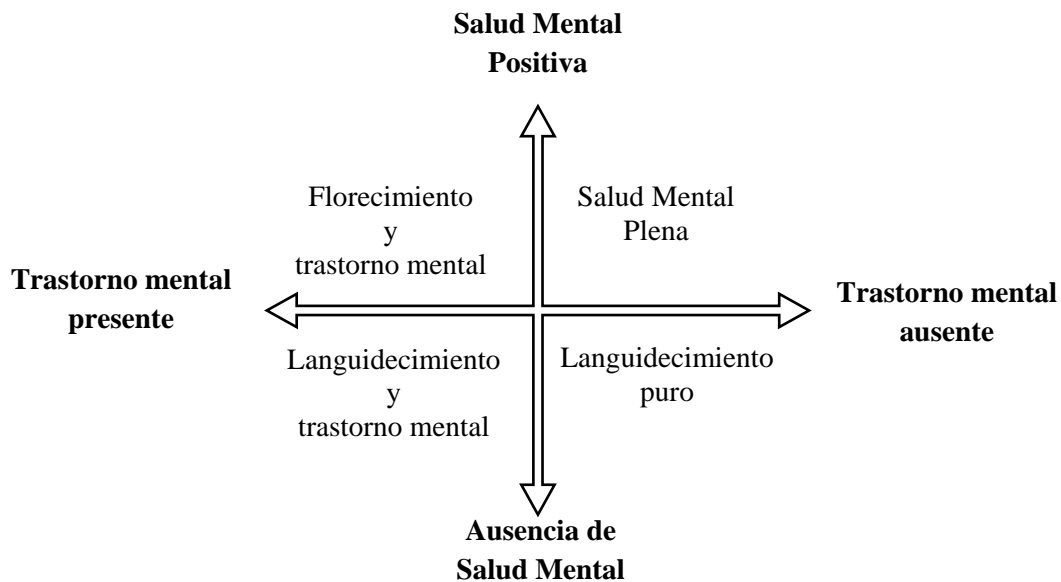 Salud Mental
Positiva
Florecimiento
y
trastorno mental
Salud Mental
Plena
Trastorno mental
presente
Trastorno mental
ausente
Languidecimiento
y
trastorno mental
Languidecimiento
puro
Ausencia de
Salud Mental